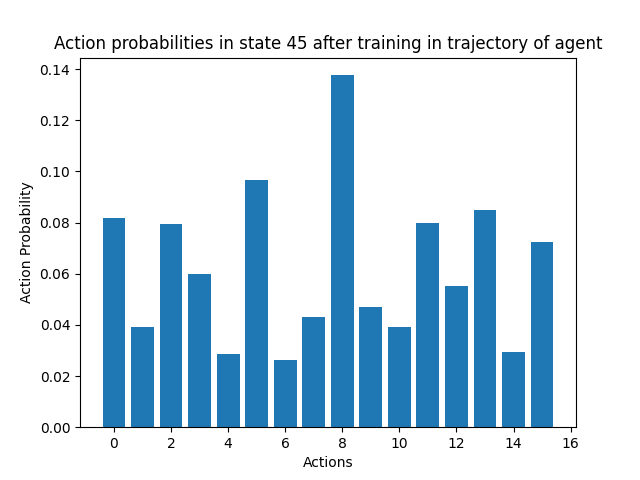 Action probabilities in state 45 after training in trajectory of agent
0.14
0.12
0.10
0.08
0.06
0.04
0.02
0.00
Action Probability
0 2 4 6 8 10 12 14 16
Actions